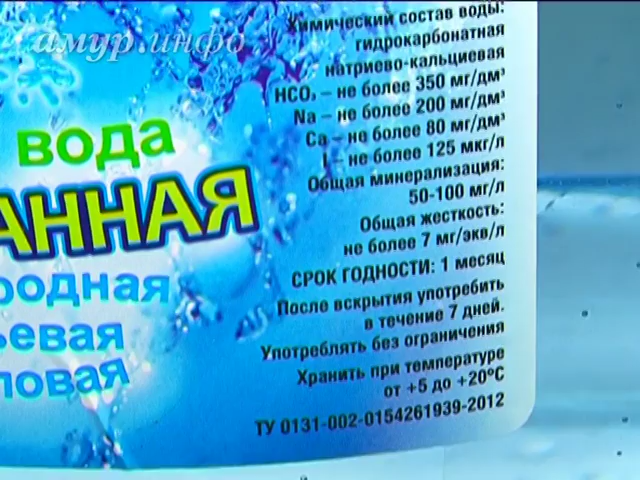 амур.инфо
Химический состав воды:
гидрокарбонатная
натриево-кальциевая
HCO₃ – не более 350 мг/дм³
Na – не более 200 мг/дм³
Ca – не более 80 мг/дм³
I – не более 125 мкг/л
Общая минерализация:
50-100 мг/л
Общая жесткость:
не более 7 мг/экв/л
СРОК ГОДНОСТИ: 1 месяц
После вскрытия употребить
в течение 7 дней.
Употреблять без ограничения
Хранить при температуре
от +5 до +20°C
ТУ 0131-002-0154261939-2012
вода
АННАЯ
родная
ьевая
ловая